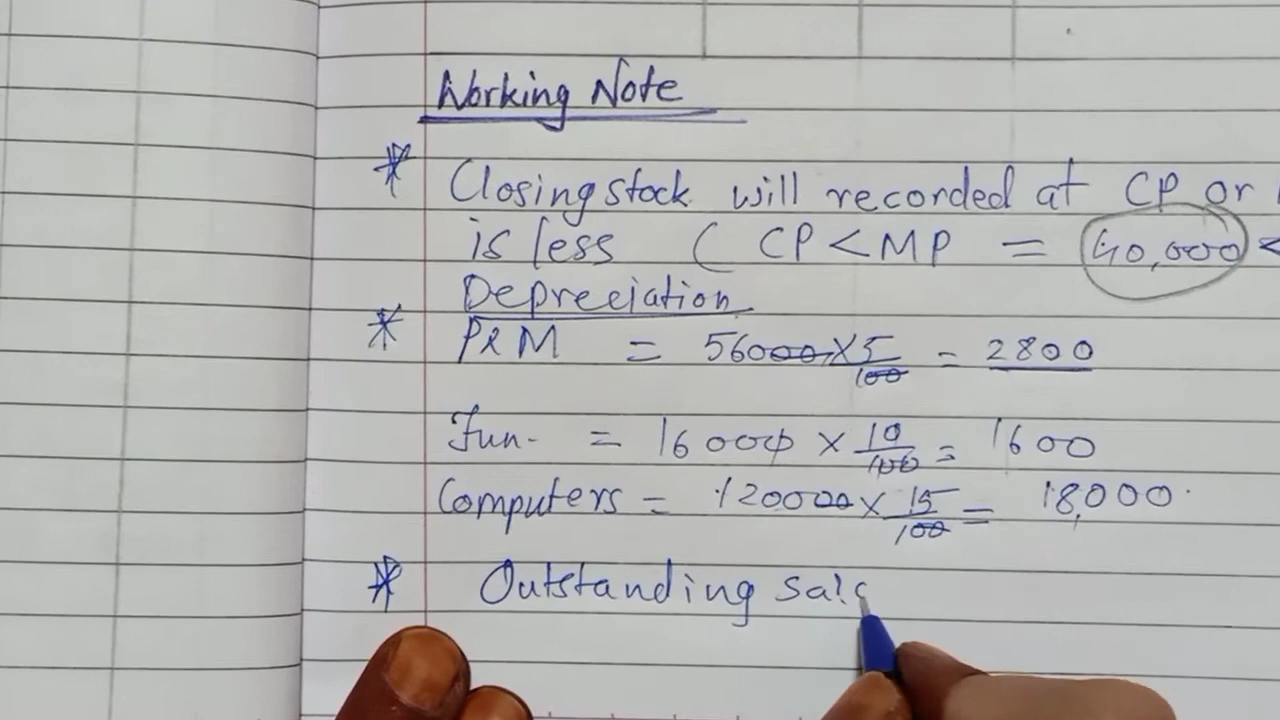 Working Note
* Closing stock will recorded at CP or
is less ( CP < MP = 40,000 <
Depreciation
* P&M = 56000 x 5/100 = 2800
Fun. = 16000 x 10/100 = 1600
Computers = 120000 x 15/100 = 18,000
* Outstanding sala